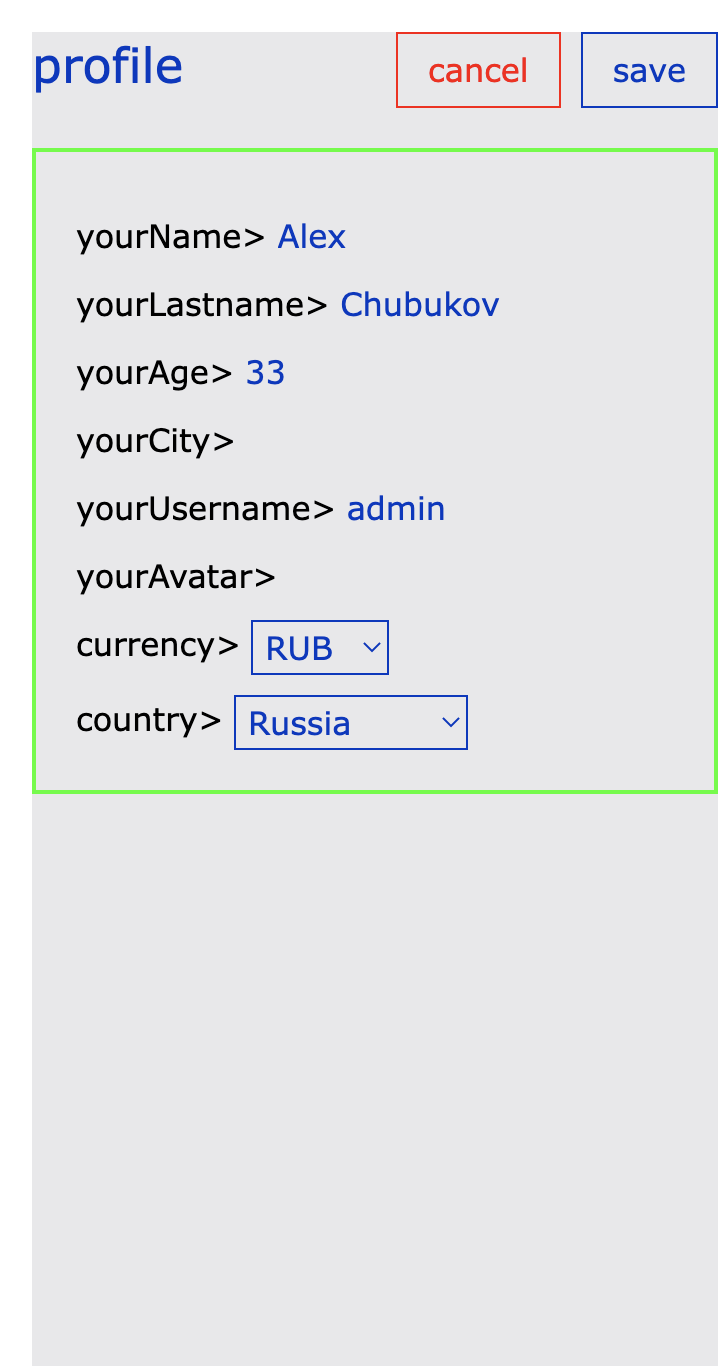 profile cancel save
yourName> Alex
yourLastname> Chubukov
yourAge> 33
yourCity>
yourUsername> admin
yourAvatar>
currency> RUB
country> Russia